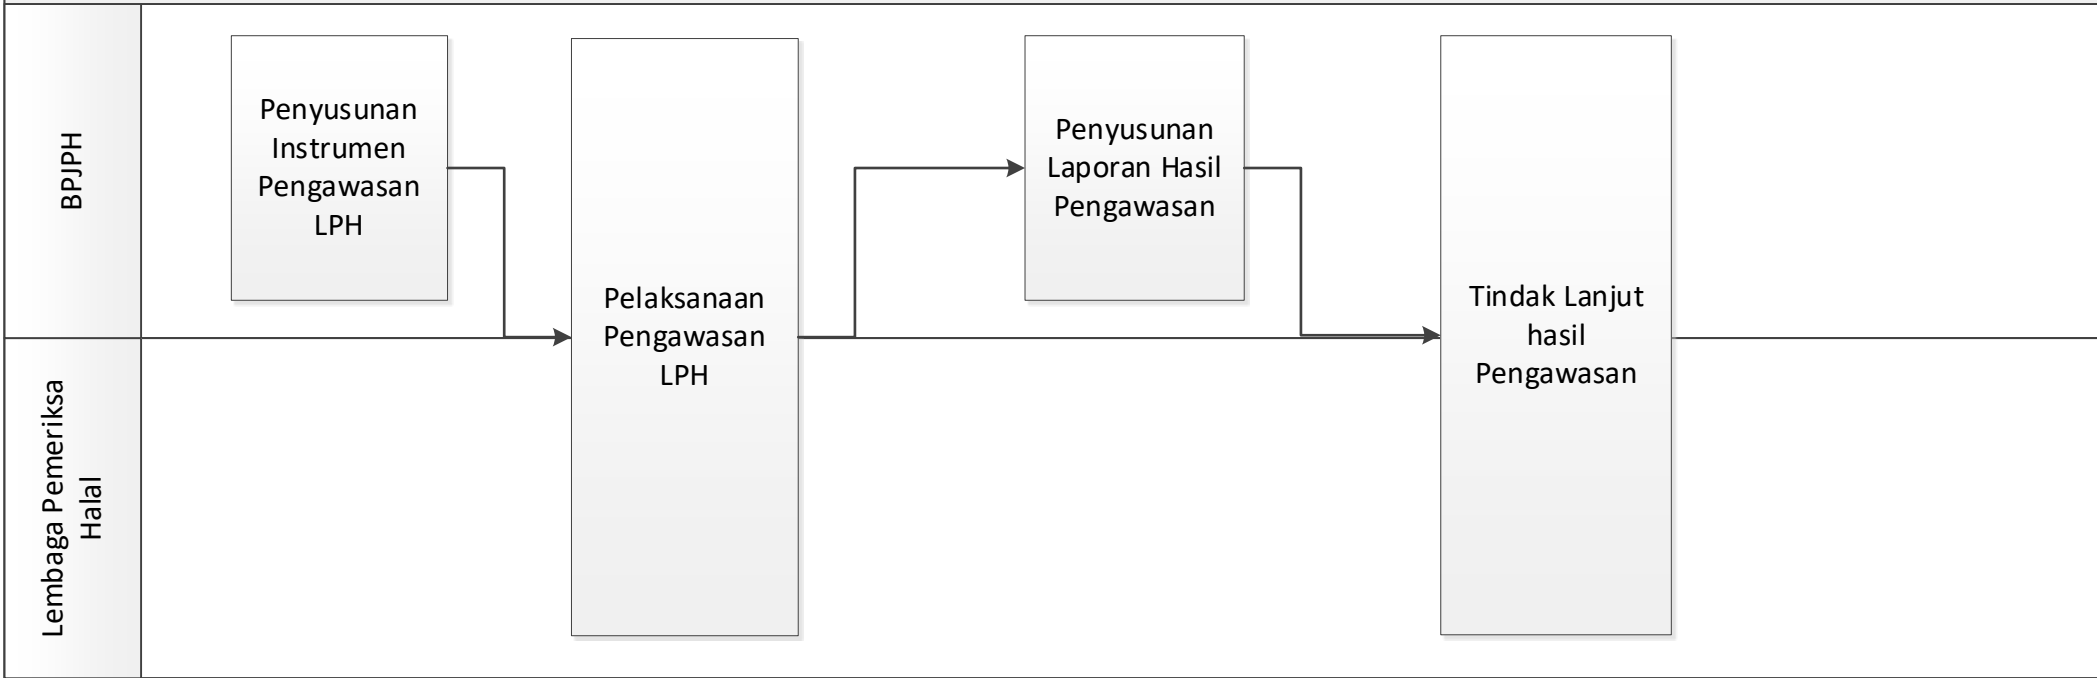 BPJPH
Penyusunan
Instrumen
Pengawasan
LPH
Pelaksanaan
Pengawasan
LPH
Penyusunan
Laporan Hasil
Pengawasan
Tindak Lanjut
hasil
Pengawasan
Lembaga Pemeriksa
Halal